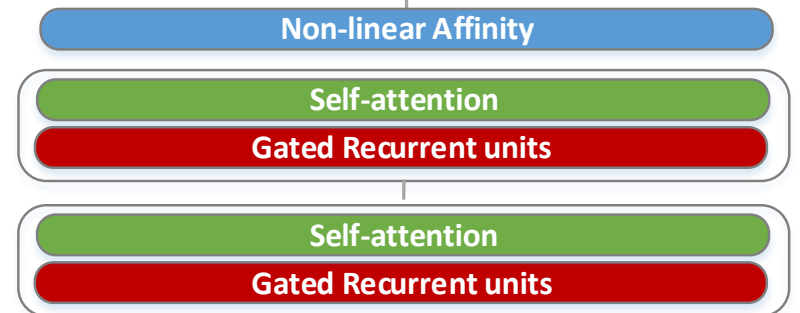 Non-linear Affinity
Self-attention
Gated Recurrent units
Self-attention
Gated Recurrent units